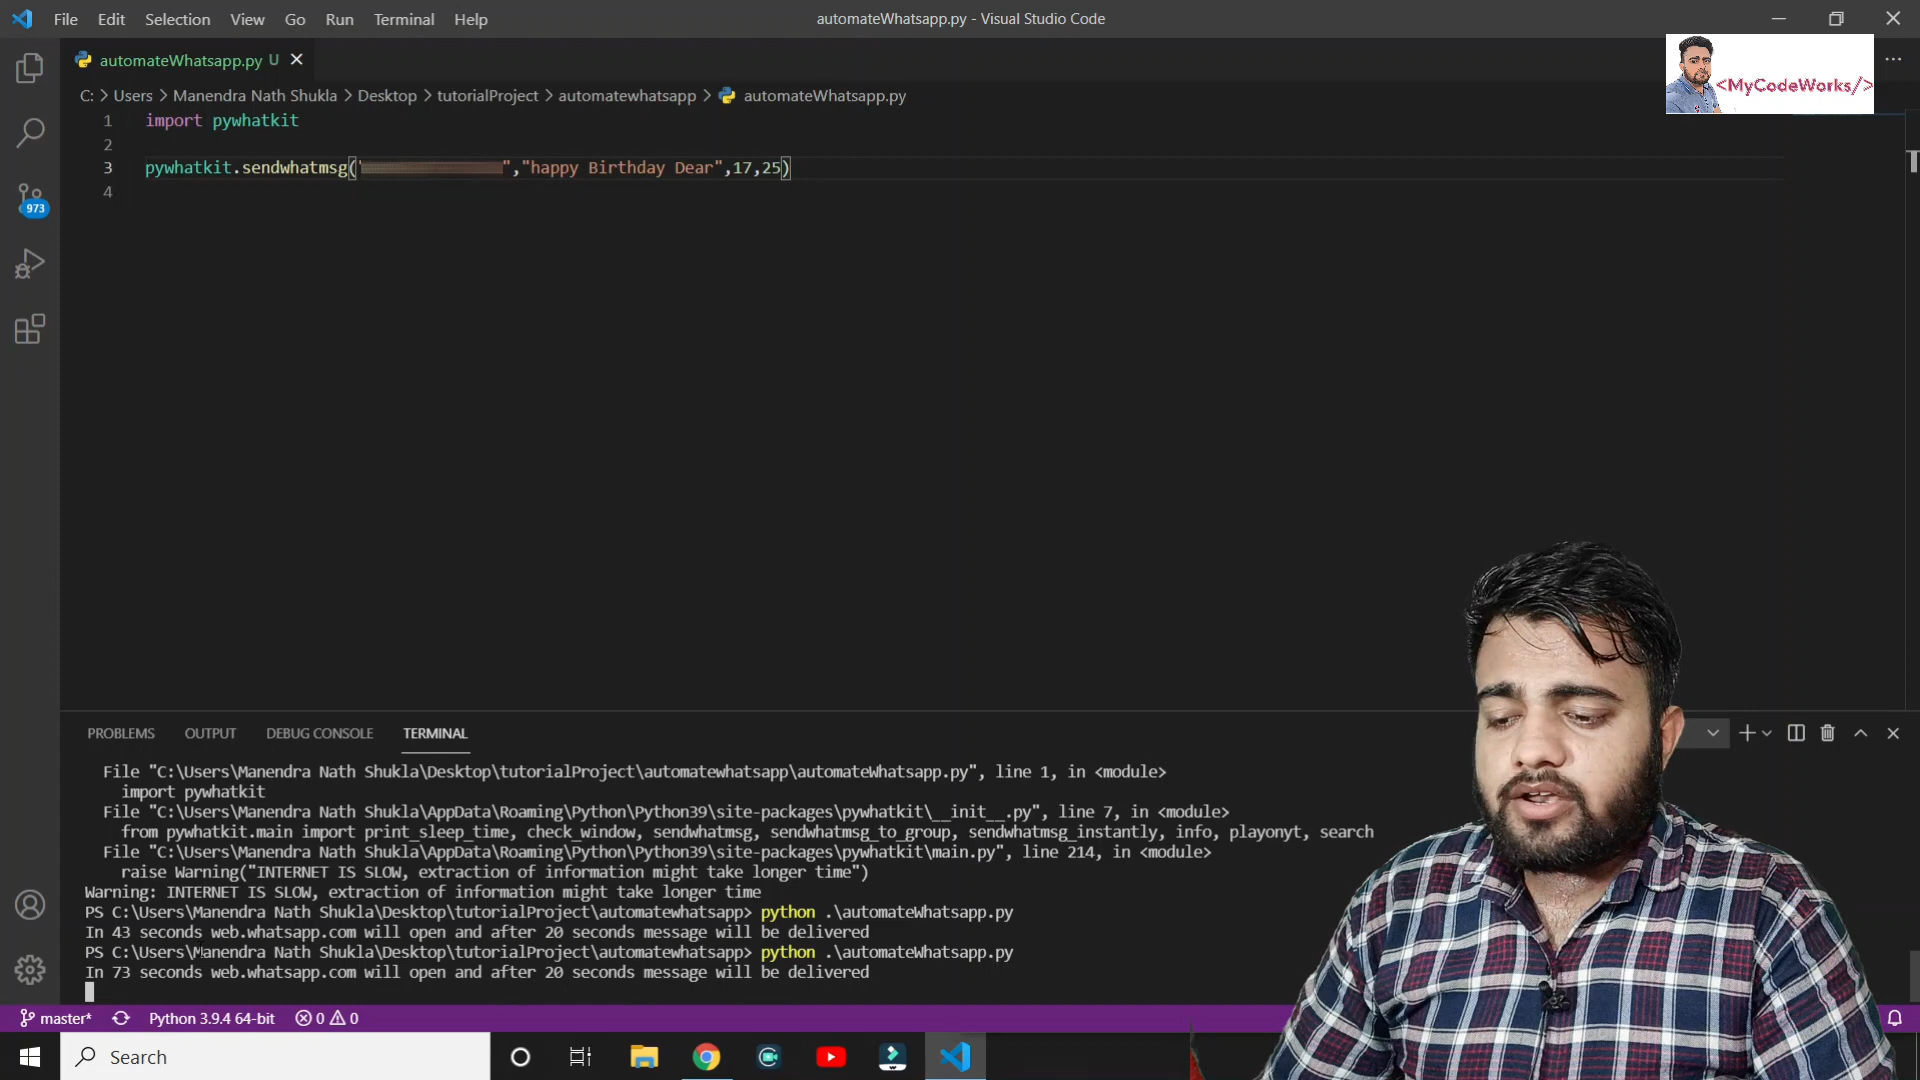 File Edit Selection View Go Run Terminal Help
automateWhatsapp.py - Visual Studio Code
automateWhatsapp.py U
<MyCodeWorks/>
C: > Users > Manendra Nath Shukla > Desktop > tutorialProject > automatewhatsapp > automateWhatsapp.py
1 import pywhatkit
2
3 pywhatkit.sendwhatmsg("","happy Birthday Dear",17,25)
4
973
PROBLEMS OUTPUT DEBUG CONSOLE TERMINAL
File "C:\Users\Manendra Nath Shukla\Desktop\tutorialProject\automatewhatsapp\automateWhatsapp.py", line 1, in <module>
import pywhatkit
File "C:\Users\Manendra Nath Shukla\AppData\Roaming\Python\Python39\site-packages\pywhatkit\__init__.py", line 7, in <module>
from pywhatkit.main import print_sleep_time, check_window, sendwhatmsg, sendwhatmsg_to_group, sendwhatmsg_instantly, info, playonyt, search
File "C:\Users\Manendra Nath Shukla\AppData\Roaming\Python\Python39\site-packages\pywhatkit\main.py", line 214, in <module>
raise Warning("INTERNET IS SLOW, extraction of information might take longer time")
Warning: INTERNET IS SLOW, extraction of information might take longer time
PS C:\Users\Manendra Nath Shukla\Desktop\tutorialProject\automatewhatsapp> python .\automateWhatsapp.py
In 43 seconds web.whatsapp.com will open and after 20 seconds message will be delivered
PS C:\Users\Manendra Nath Shukla\Desktop\tutorialProject\automatewhatsapp> python .\automateWhatsapp.py
In 73 seconds web.whatsapp.com will open and after 20 seconds message will be delivered
master* Python 3.9.4 64-bit 0 0
Search